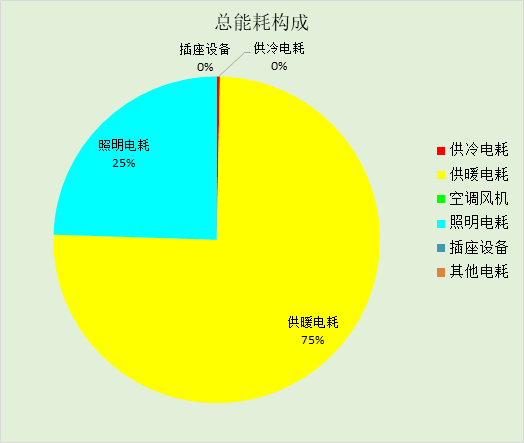 总能耗构成
插座设备
0%
供冷电耗
0%
照明电耗
25%
供暖电耗
75%
供冷电耗
供暖电耗
空调风机
照明电耗
插座设备
其他电耗